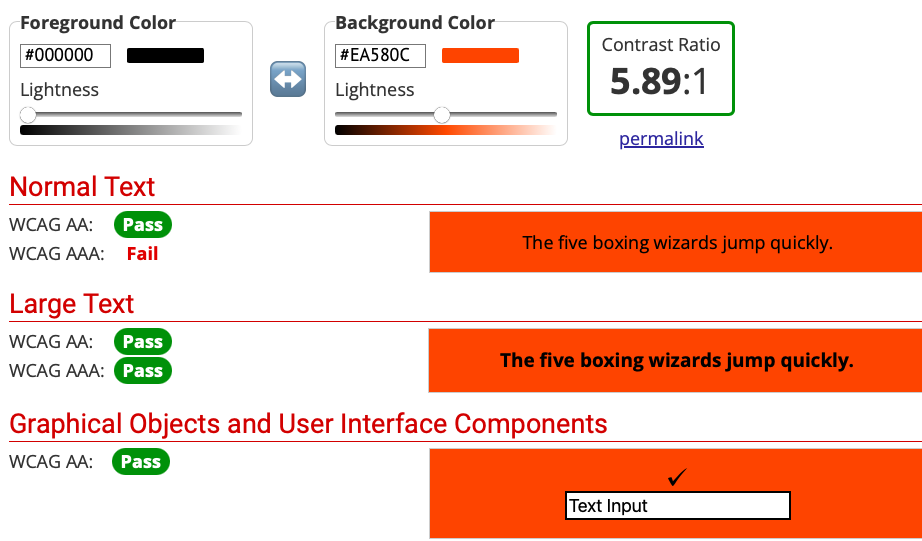 Foreground Color
#000000
Lightness
Background Color
#EA580C
Lightness
Contrast Ratio
5.89:1
permalink
Normal Text
WCAG AA: Pass
WCAG AAA: Fail
The five boxing wizards jump quickly.
Large Text
WCAG AA: Pass
WCAG AAA: Pass
The five boxing wizards jump quickly.
Graphical Objects and User Interface Components
WCAG AA: Pass
✓
Text Input